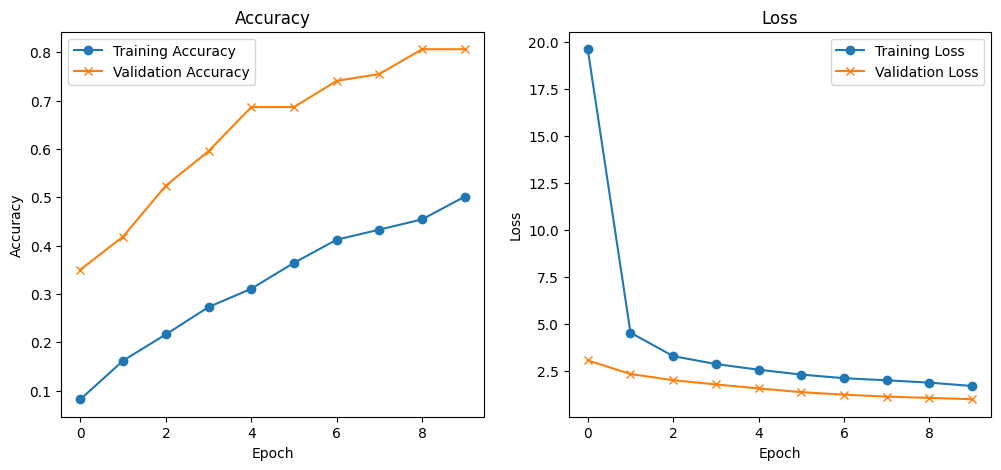 Accuracy
Training Accuracy
Validation Accuracy
0.8
0.7
0.6
0.5
0.4
0.3
0.2
0.1
Accuracy
0 2 4 6 8
Epoch
Loss
Training Loss
Validation Loss
20.0
17.5
15.0
12.5
10.0
7.5
5.0
2.5
Loss
0 2 4 6 8
Epoch